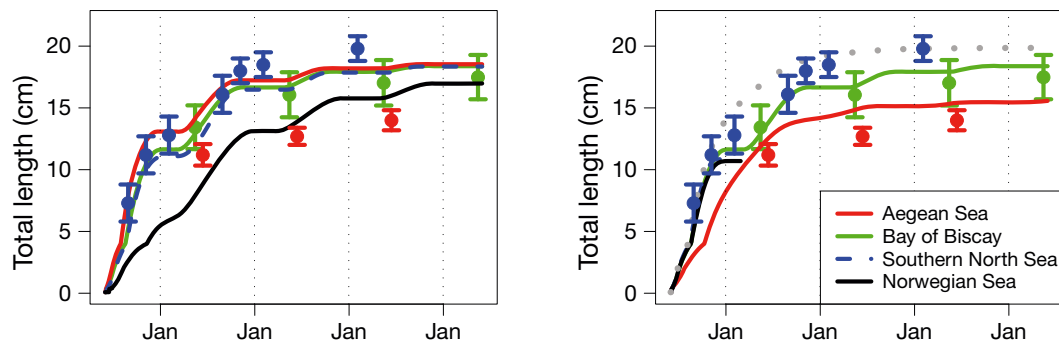 Total length (cm)
20
15
10
5
0
Jan Jan Jan Jan
Total length (cm)
20
15
10
5
0
Jan Jan Jan Jan
Aegean Sea
Bay of Biscay
Southern North Sea
Norwegian Sea